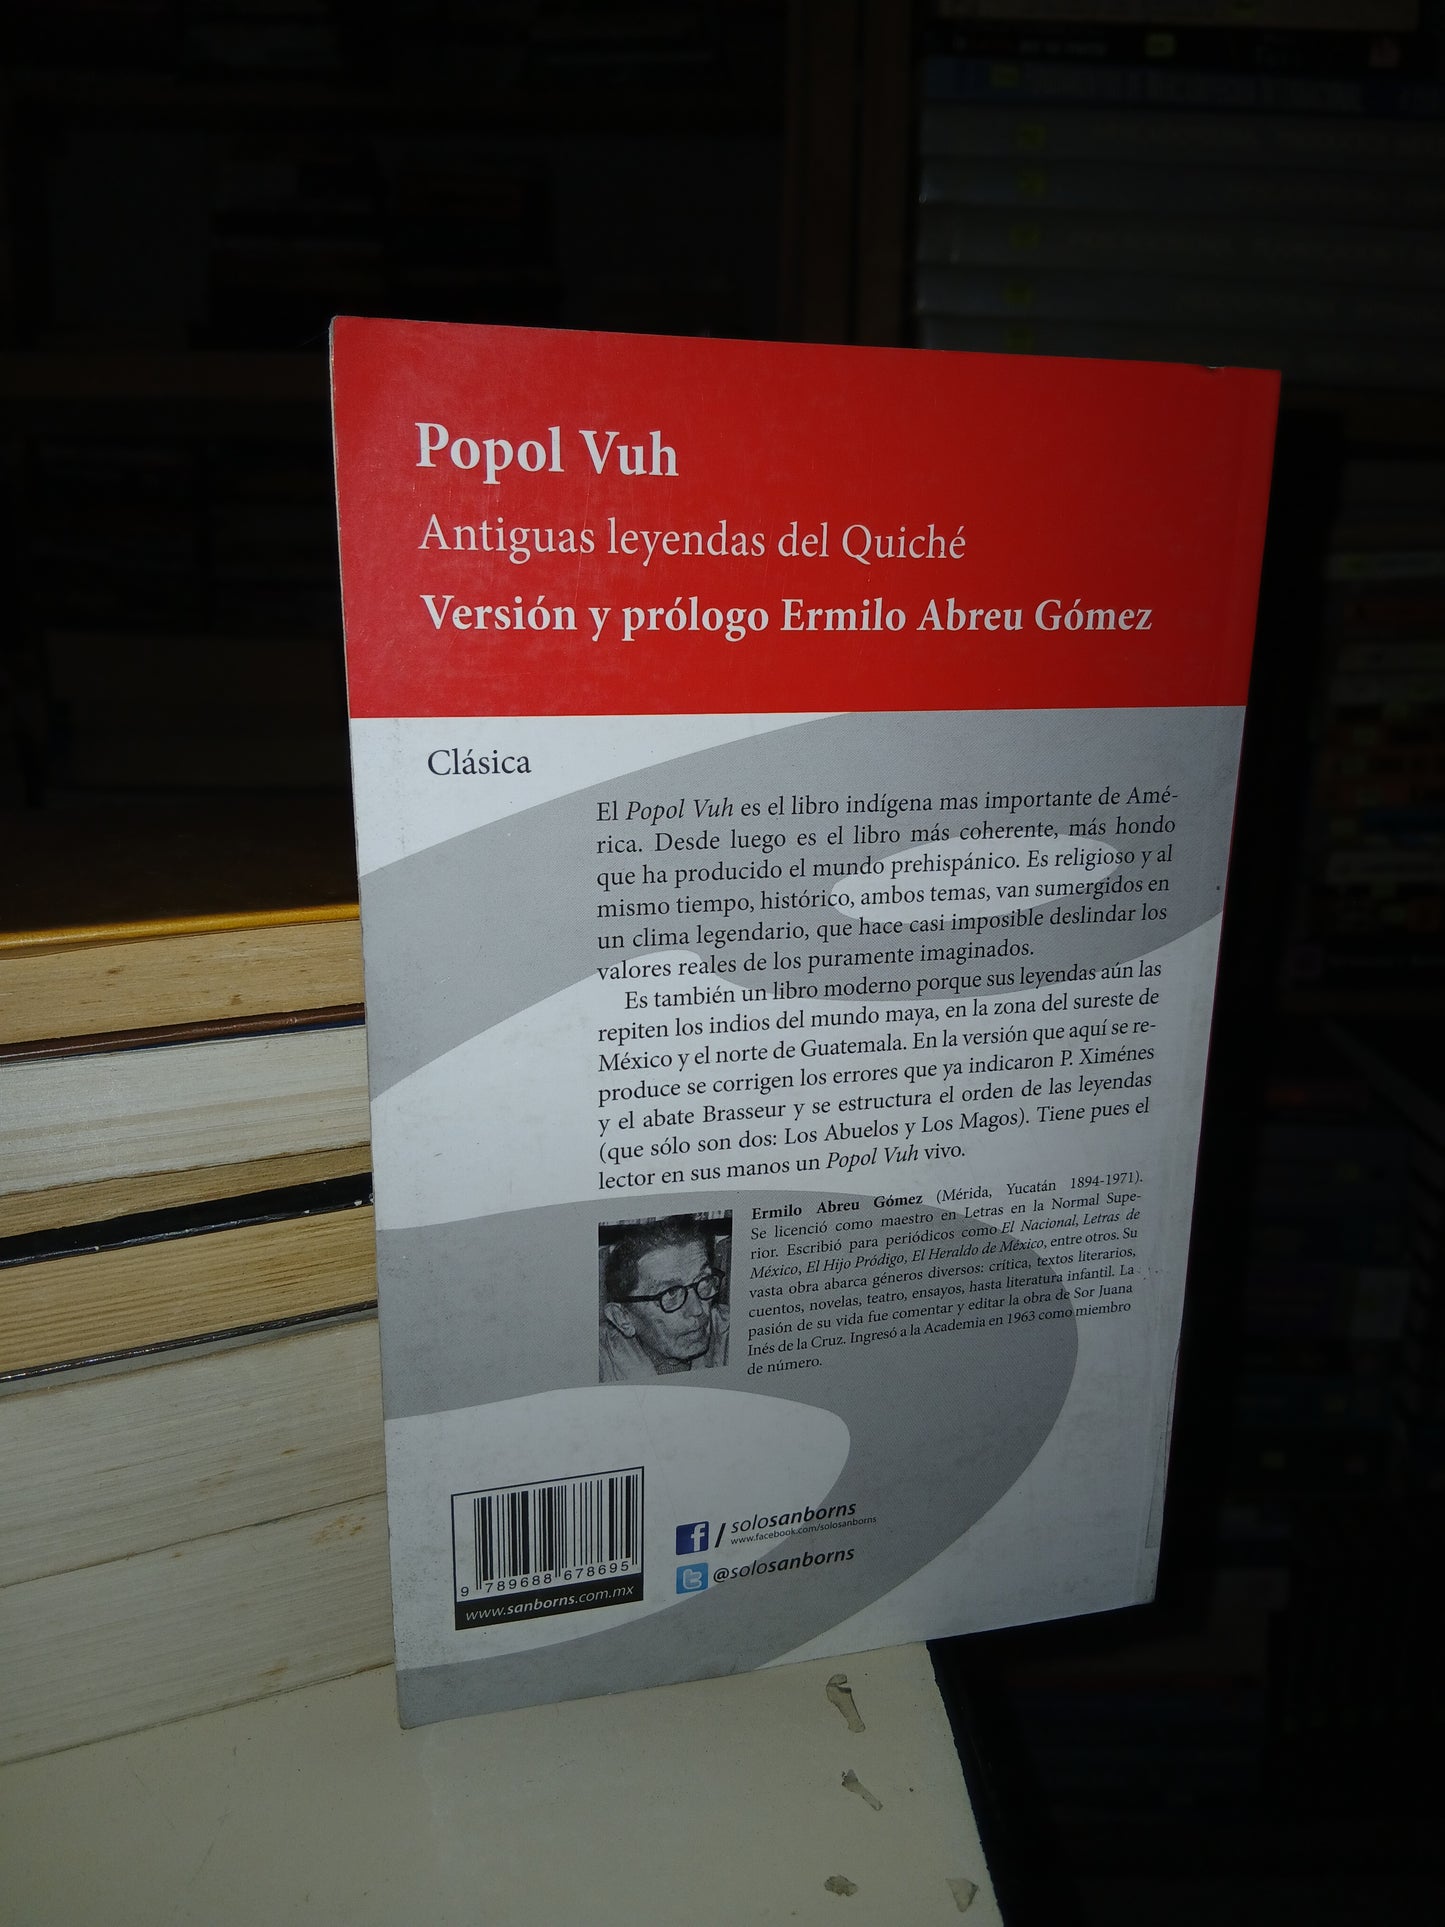 Popol Vuh
Antiguas leyendas del Quiché
Versión y prólogo Ermilo Abreu Gómez
Clásica
El Popol Vuh es el libro indígena mas importante de Amé-
rica. Desde luego es el libro más coherente, más hondo
que ha producido el mundo prehispánico. Es religioso y al
mismo tiempo, histórico, ambos temas, van sumergidos en
un clima legendario, que hace casi imposible deslindar los
valores reales de los puramente imaginados.
Es también un libro moderno porque sus leyendas aún las
repiten los indios del mundo maya, en la zona del sureste de
México y el norte de Guatemala. En la versión que aquí se re-
produce se corrigen los errores que ya indicaron P. Ximénes
y el abate Brasseur y se estructura el orden de las leyendas
(que sólo son dos: Los Abuelos y Los Magos). Tiene pues el
lector en sus manos un Popol Vuh vivo.
Ermilo Abreu Gómez (Mérida, Yucatán 1894-1971).
Se licenció como maestro en Letras en la Normal Supe-
rior. Escribió para periódicos como El Nacional, Letras de
México, El Hijo Pródigo, El Heraldo de México, entre otros. Su
vasta obra abarca géneros diversos: crítica, textos literarios,
cuentos, novelas, teatro, ensayos, hasta literatura infantil. La
pasión de su vida fue comentar y editar la obra de Sor Juana
Inés de la Cruz. Ingresó a la Academia en 1963 como miembro
de número.
9 789688 678695
www.sanborns.com.mx
f / solosanborns
www.facebook.com/solosanborns
t @solosanborns